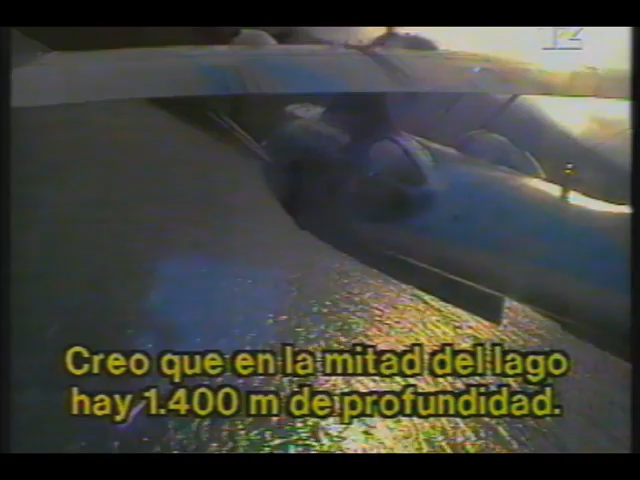 Creo que en la mitad del lago
hay 1.400 m de profundidad.